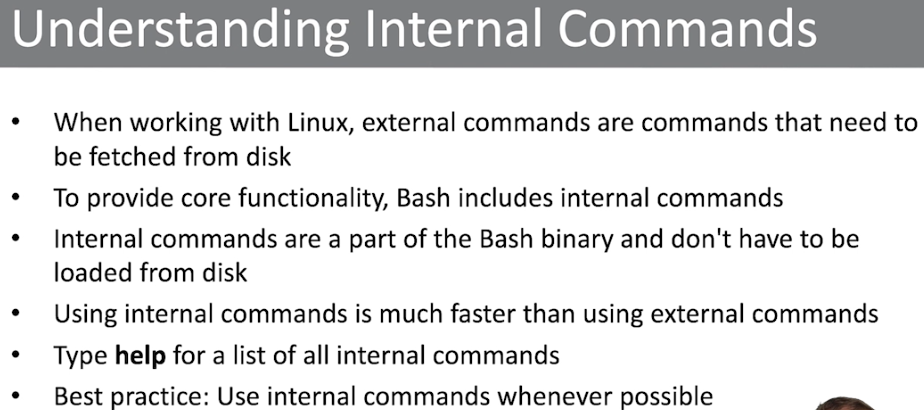 Understanding Internal Commands
• When working with Linux, external commands are commands that need to
be fetched from disk
• To provide core functionality, Bash includes internal commands
• Internal commands are a part of the Bash binary and don't have to be
loaded from disk
• Using internal commands is much faster than using external commands
• Type help for a list of all internal commands
• Best practice: Use internal commands whenever possible